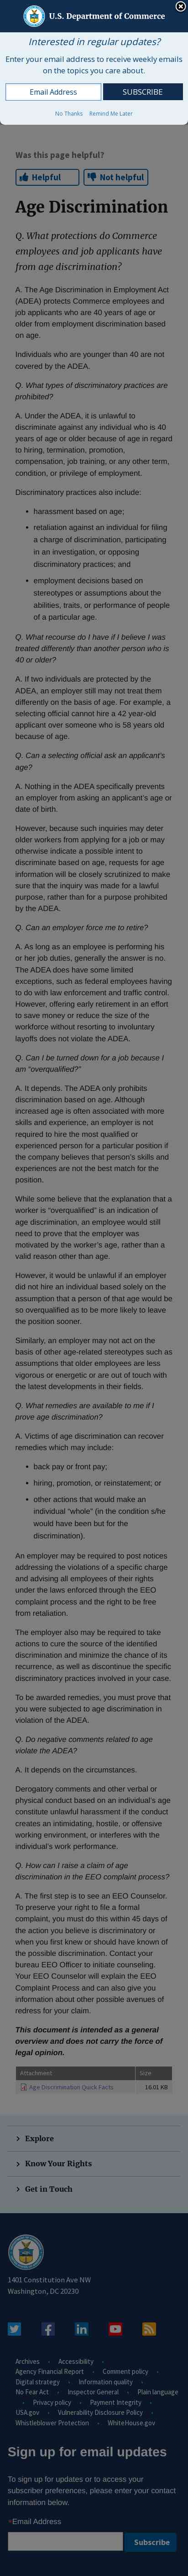 U.S. Department of Commerce
Interested in regular updates?
Enter your email address to receive weekly emails
on the topics you care about.
Email Address
SUBSCRIBE
No Thanks Remind Me Later
Was this page helpful?
Helpful Not helpful
Age Discrimination
Q. What protections do Commerce
employees and job applicants have
from age discrimination?
A. The Age Discrimination in Employment Act
(ADEA) protects Commerce employees and
job applicants who are 40 years of age or
older from employment discrimination based
on age.
Individuals who are younger than 40 are not
covered by the ADEA.
Q. What types of discriminatory practices are
prohibited?
A. Under the ADEA, it is unlawful to
discriminate against any individual who is 40
years of age or older because of age in regard
to hiring, termination, promotion,
compensation, job training, or any other term,
condition, or privilege of employment.
Discriminatory practices also include:
harassment based on age;
retaliation against an individual for filing
a charge of discrimination, participating
in an investigation, or opposing
discriminatory practices; and
employment decisions based on
stereotypes or assumptions about the
abilities, traits, or performance of people
of a particular age.
Q. What recourse do I have if I believe I was
treated differently than another person who is
40 or older?
A. If two individuals are protected by the
ADEA, an employer still may not treat them
differently on the basis of age. For example, a
selecting official cannot hire a 42 year-old
applicant over someone who is 58 years old
because of age.
Q. Can a selecting official ask an applicant's
age?
A. Nothing in the ADEA specifically prevents
an employer from asking an applicant's age or
date of birth.
However, because such inquiries may deter
older workers from applying for a job or may
otherwise indicate a possible intent to
discriminate based on age, requests for age
information will be closely scrutinized to make
sure that the inquiry was made for a lawful
purpose, rather than for a purpose prohibited
by the ADEA.
Q. Can an employer force me to retire?
A. As long as an employee is performing his
or her job duties, generally the answer is no.
The ADEA does have some limited
exceptions, such as federal employees having
to do with law enforcement and traffic control.
However, offering early retirement in an effort
to save money or reduce the size of the
workforce without resorting to involuntary
layoffs does not violate the ADEA.
Q. Can I be turned down for a job because I
am "overqualified?"
A. It depends. The ADEA only prohibits
discrimination based on age. Although
increased age is often associated with more
skills and experience, an employer is not
required to hire the most qualified or
experienced person for a particular position if
the company believes that person's skills and
experience are not the best match for the
position.
While some may believe the explanation that a
worker is "overqualified" is an indication of
age discrimination, the employee would still
have to prove that the employer was
motivated by the worker's age, rather than a
valid reason other than age.
However, it would be unlawful if an employer
did not hire an older individual solely on the
assumption that a person of that age would be
so overqualified as to be more likely to leave
the position sooner.
Similarly, an employer may not act on the
basis of other age-related stereotypes such as
assumptions that older employees are less
vigorous or energetic or are out of touch with
the latest developments in their fields.
Q. What remedies are available to me if I
prove age discrimination?
A. Victims of age discrimination can recover
remedies which may include:
back pay or front pay;
hiring, promotion, or reinstatement; or
other actions that would make an
individual "whole" (in the condition s/he
would have been but for the
discrimination).
An employer may be required to post notices
addressing the violations of a specific charge
and advising all employees of their rights
under the laws enforced through the EEO
complaint process and the right to be free
from retaliation.
The employer also may be required to take
corrective action to cure the source of the
identified discrimination and minimize the chance of its
recurrence, as well as discontinue the specific
discriminatory practices involved in your case.
To be awarded remedies, you must prove that
you were subjected to age discrimination in
violation of the ADEA.
Q. Do negative comments related to age
violate the ADEA?
A. It depends on the circumstances.
Derogatory comments and other verbal or
physical conduct based on an individual's age
constitute unlawful harassment if the conduct
creates an intimidating, hostile, or offensive
working environment, or interferes with the
individual's work performance.
Q. How can I raise a claim of age
discrimination in the EEO complaint process?
A. The first step is to see an EEO Counselor.
To preserve your right to file a formal
complaint, you must do this within 45 days of
the date the action occurred, or from when
you first knew or should have known of
the possible discrimination. Contact your
bureau EEO Officer to initiate counseling.
Your EEO Counselor will explain the EEO
Complaint Process and can also give you
information about other possible avenues of
redress for your claim.
This document is intended as a general
overview and does not carry the force of
legal opinion.
Attachment Size
Age Discrimination Quick Facts 16.01 KB
Explore
Know Your Rights
Get in Touch
1401 Constitution Ave NW
Washington, DC 20230
Archives Accessibility
Agency Financial Report Comment policy
Digital strategy Information quality
No Fear Act Inspector General Plain language
Privacy policy Payment Integrity
USA.gov Vulnerability Disclosure Policy
Whistleblower Protection WhiteHouse.gov
Sign up for email updates
To sign up for updates or to access your
subscriber preferences, please enter your contact
information below.
*Email Address
Subscribe